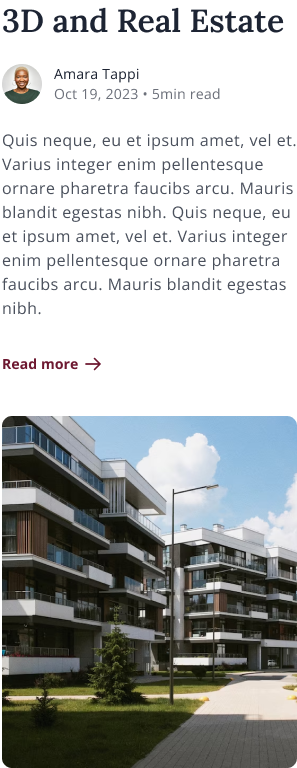 3D and Real Estate
Amara Tappi
Oct 19, 2023 • 5min read
Quis neque, eu et ipsum amet, vel et.
Varius integer enim pellentesque
ornare pharetra faucibs arcu. Mauris
blandit egestas nibh. Quis neque, eu
et ipsum amet, vel et. Varius integer
enim pellentesque ornare pharetra
faucibs arcu. Mauris blandit egestas
nibh.
Read more →